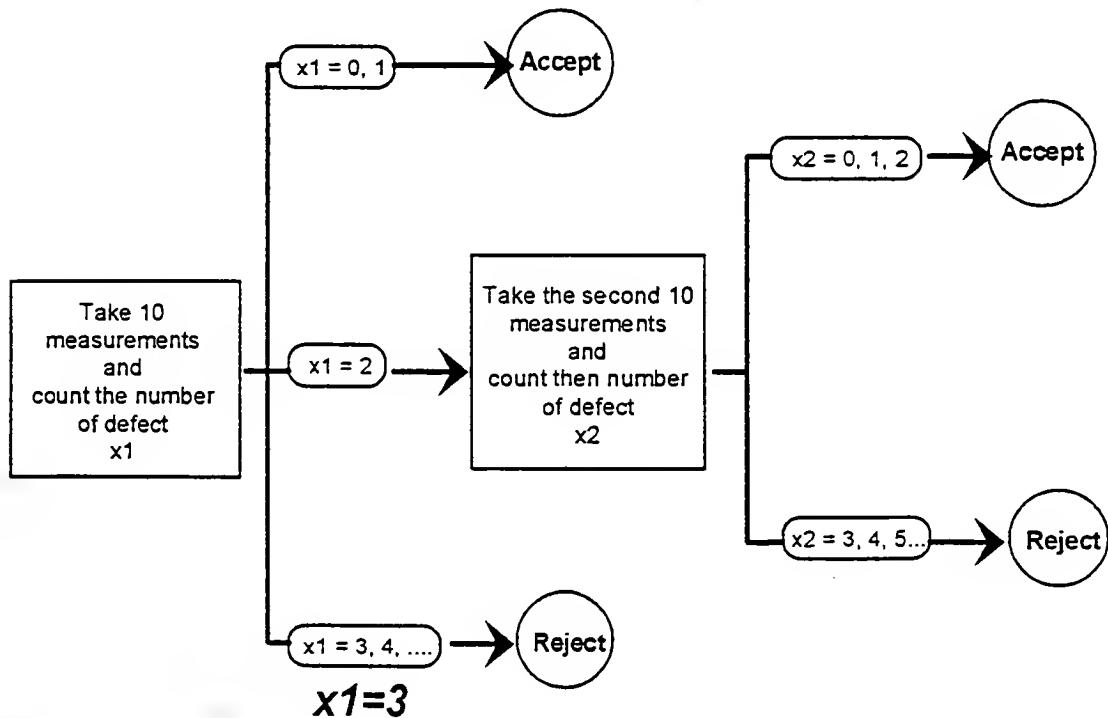 x1 = 0, 1
Accept
x2 = 0, 1, 2
Accept
Take 10
measurements
and
count the number
of defect
x1
x1 = 2
Take the second 10
measurements
and
count then number
of defect
x2
x2 = 3, 4, 5...
Reject
x1 = 3, 4, ....
Reject
x1=3